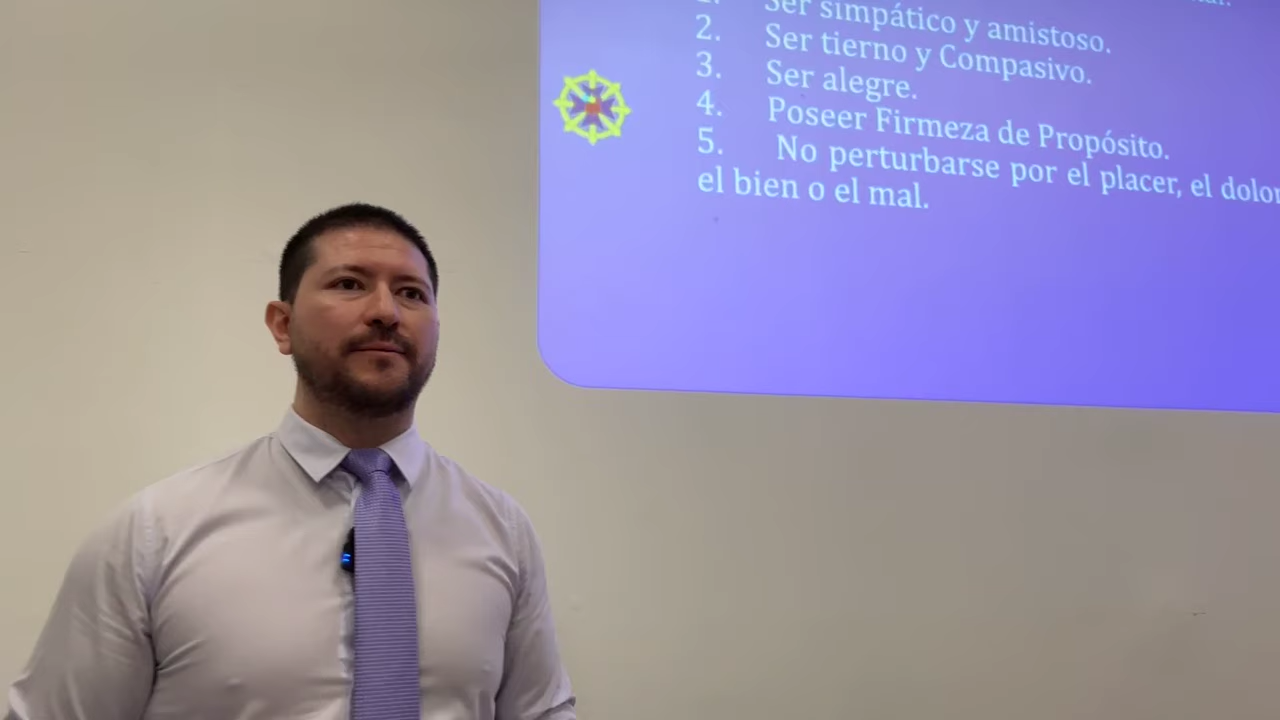 1. Ser simpático y amistoso.
2. Ser tierno y Compasivo.
3. Ser alegre.
4. Poseer Firmeza de Propósito.
5. No perturbarse por el placer, el dolor
el bien o el mal.